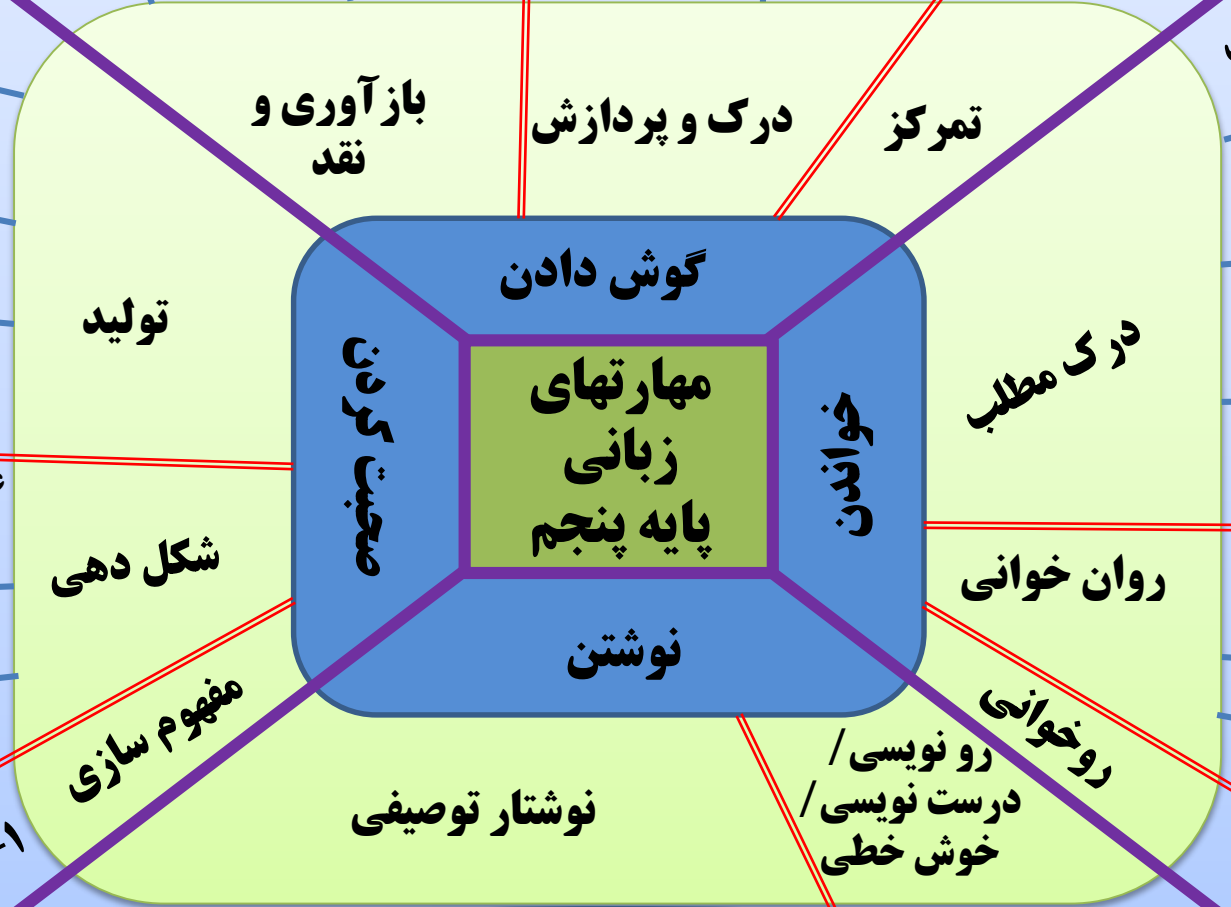 مهارتهای
زبانی
پایه پنجم
گوش دادن
تمرکز
درک و پردازش
بازآوری و
نقد
خواندن
درک مطلب
روان خوانی
روخوانی
نوشتن
رو نویسی/
درست نویسی/
خوش خطی
نوشتار توصیفی
صحبت کردن
تولید
شکل دهی
مفهوم سازی